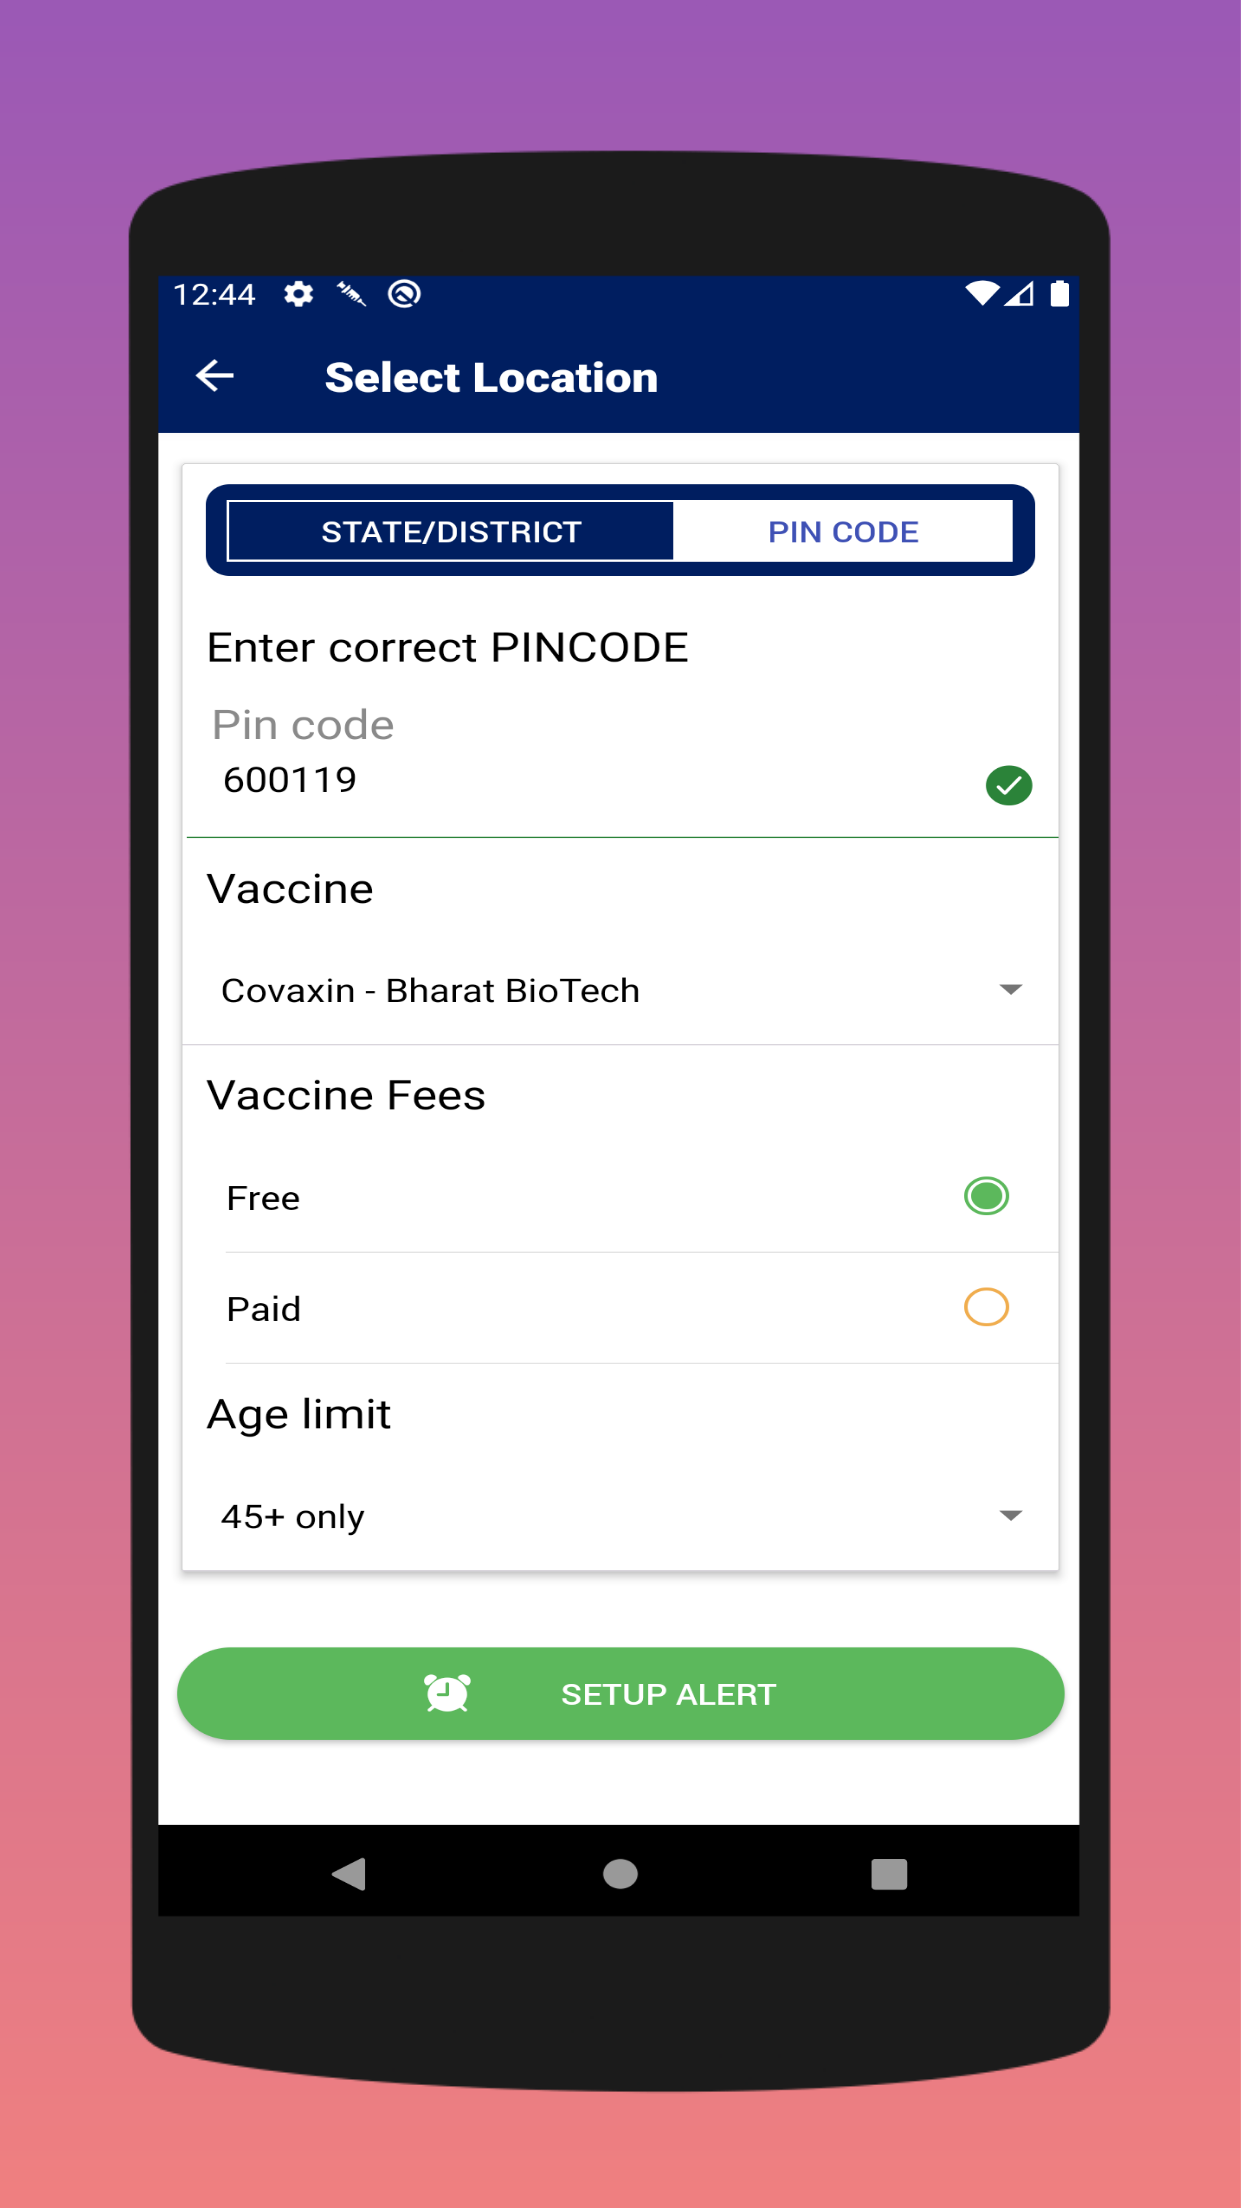 12:44
Select Location
STATE/DISTRICT PIN CODE
Enter correct PINCODE
Pin code
600119
Vaccine
Covaxin - Bharat BioTech
Vaccine Fees
Free
Paid
Age limit
45+ only
SETUP ALERT